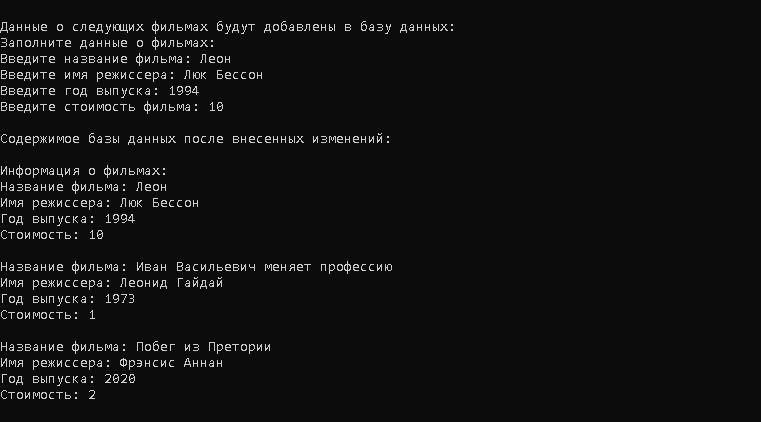 Данные о следующих фильмах будут добавлены в базу данных:
Заполните данные о фильмах:
Введите название фильма: Леон
Введите имя режиссера: Люк Бессон
Введите год выпуска: 1994
Введите стоимость фильма: 10
Содержимое базы данных после внесенных изменений:
Информация о фильмах:
Название фильма: Леон
Имя режиссера: Люк Бессон
Год выпуска: 1994
Стоимость: 10
Название фильма: Иван Васильевич меняет профессию
Имя режиссера: Леонид Гайдай
Год выпуска: 1973
Стоимость: 1
Название фильма: Побег из Претории
Имя режиссера: Фрэнсис Аннан
Год выпуска: 2020
Стоимость: 2